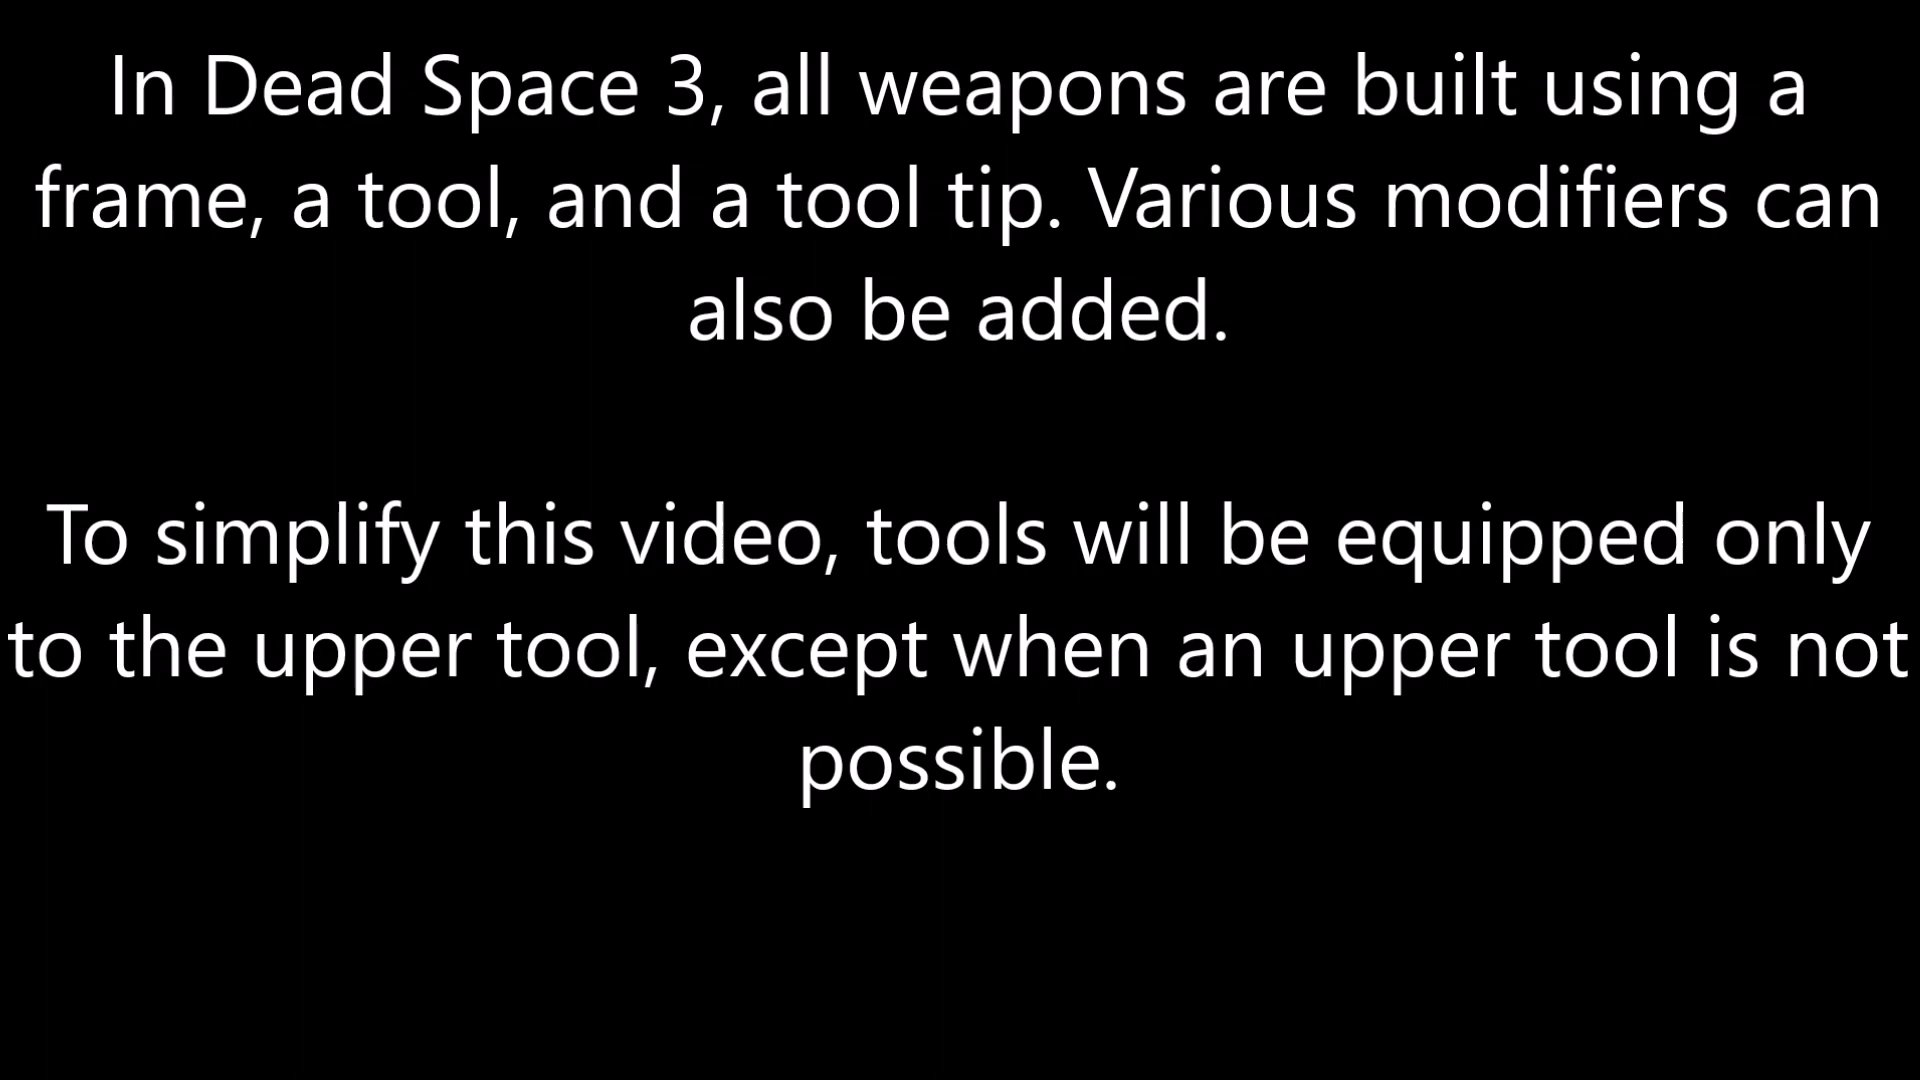 In Dead Space 3, all weapons are built using a
frame, a tool, and a tool tip. Various modifiers can
also be added.
To simplify this video, tools will be equipped only
to the upper tool, except when an upper tool is not
possible.